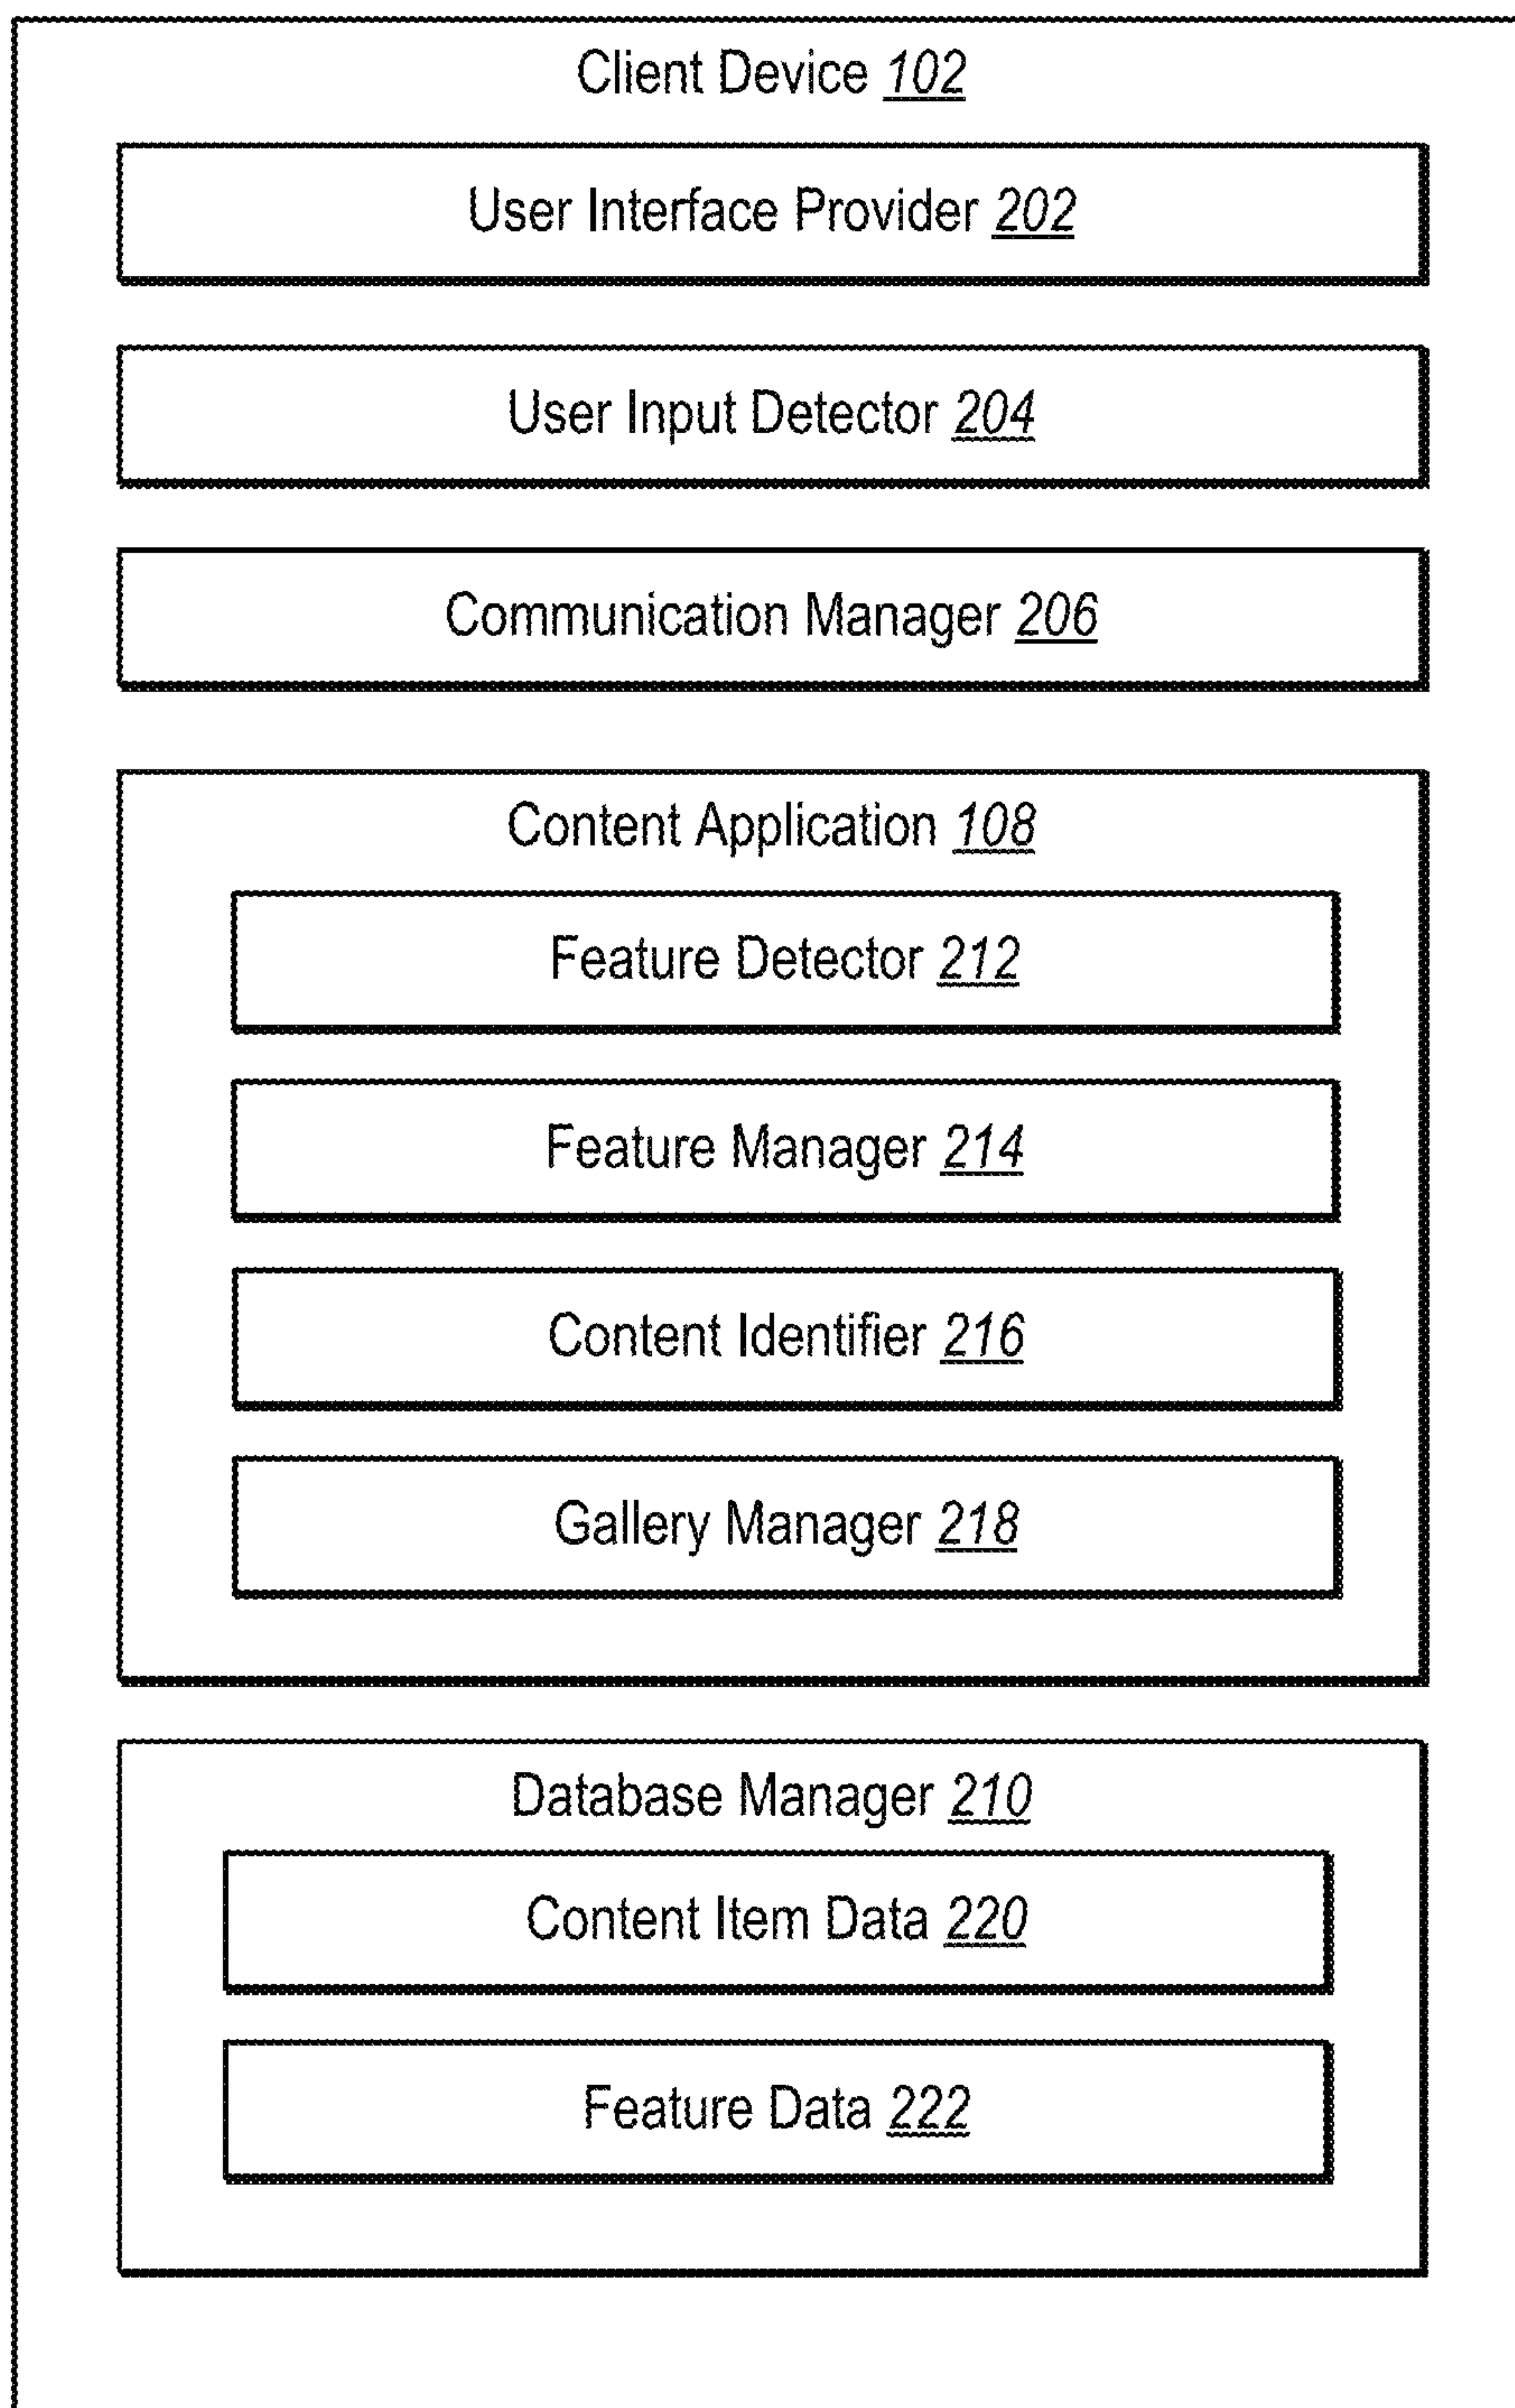 Client Device 102
User Interface Provider 202
User Input Detector 204
Communication Manager 206
Content Application 108
Feature Detector 212
Feature Manager 214
Content Identifier 216
Gallery Manager 218
Database Manager 210
Content Item Data 220
Feature Data 222